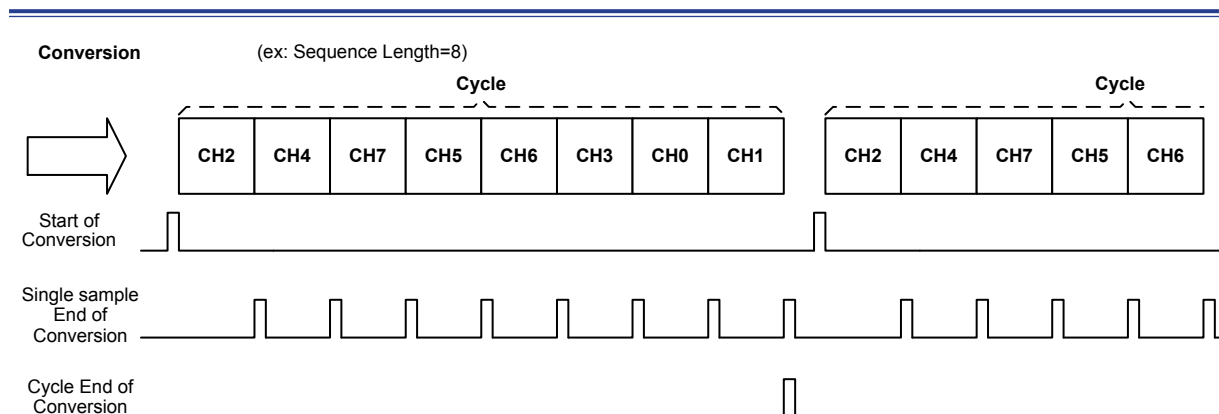 Conversion (ex: Sequence Length=8)
Cycle Cycle
CH2 CH4 CH7 CH5 CH6 CH3 CH0 CH1 CH2 CH4 CH7 CH5 CH6
Start of
Conversion
Single sample
End of
Conversion
Cycle End of
Conversion